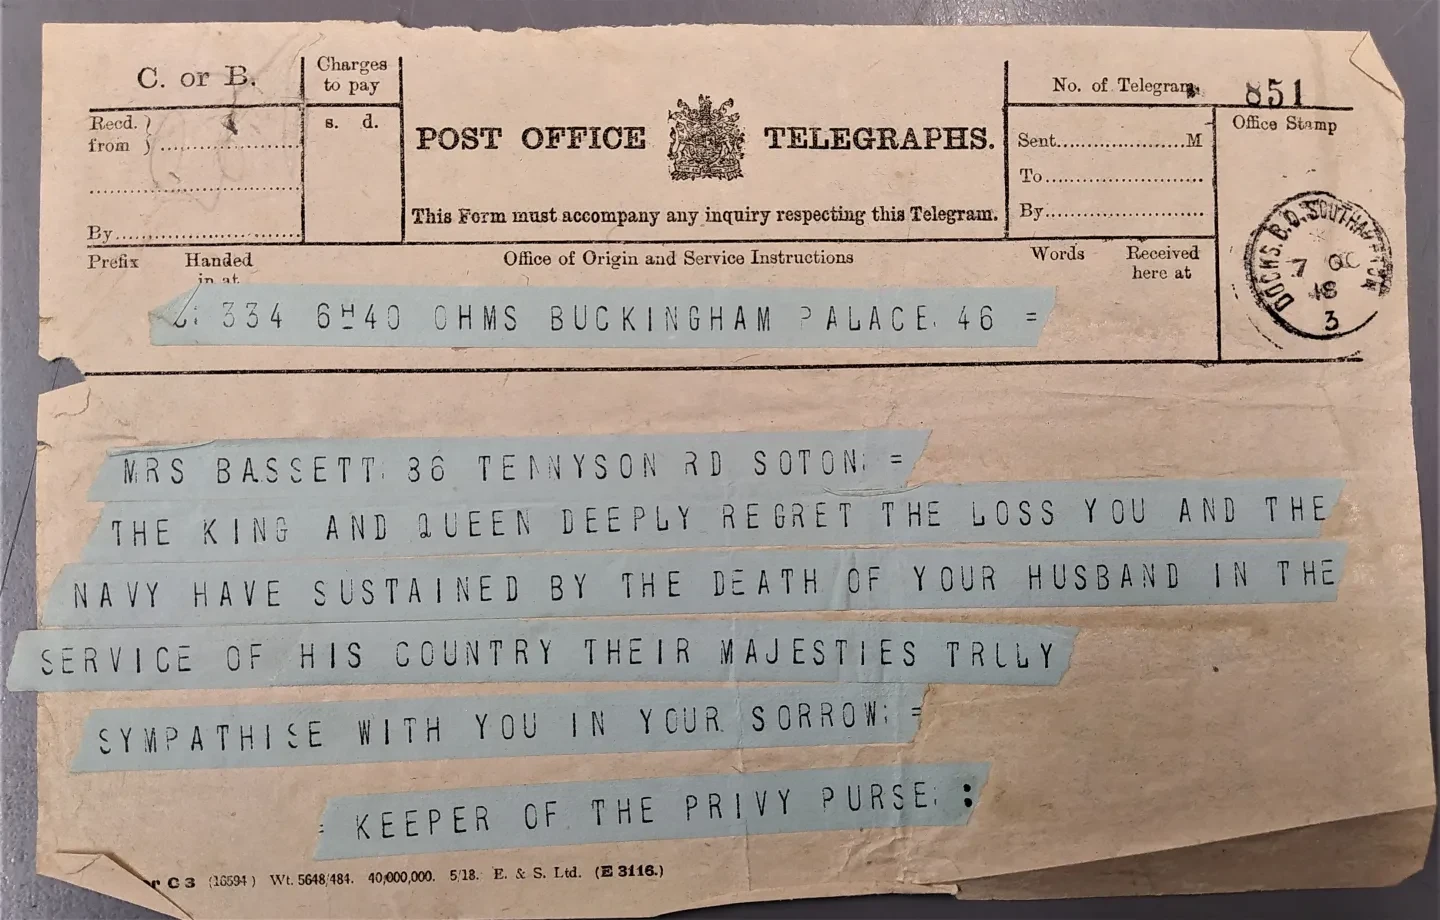 C. or B.
Charges
to pay
s. d.
Recd.
from
By
POST OFFICE TELEGRAPHS.
This Form must accompany any inquiry respecting this Telegram.
No. of Telegram 851
Sent M
To
By
Office Stamp
DOCKS.B.O. SOUTHAMPTON
7 OC
18
3
Prefix Handed
in at
Office of Origin and Service Instructions
Words Received
here at
334 6H40 OHMS BUCKINGHAM PALACE 46 =
MRS BASSETT 36 TENNYSON RD SOTON =
THE KING AND QUEEN DEEPLY REGRET THE LOSS YOU AND THE
NAVY HAVE SUSTAINED BY THE DEATH OF YOUR HUSBAND IN THE
SERVICE OF HIS COUNTRY THEIR MAJESTIES TRULY
SYMPATHISE WITH YOU IN YOUR SORROW =
= KEEPER OF THE PRIVY PURSE :
C 3 (16594) Wt. 5648/484. 40,000,000. 5/18. E. & S. Ltd. (E 3116.)